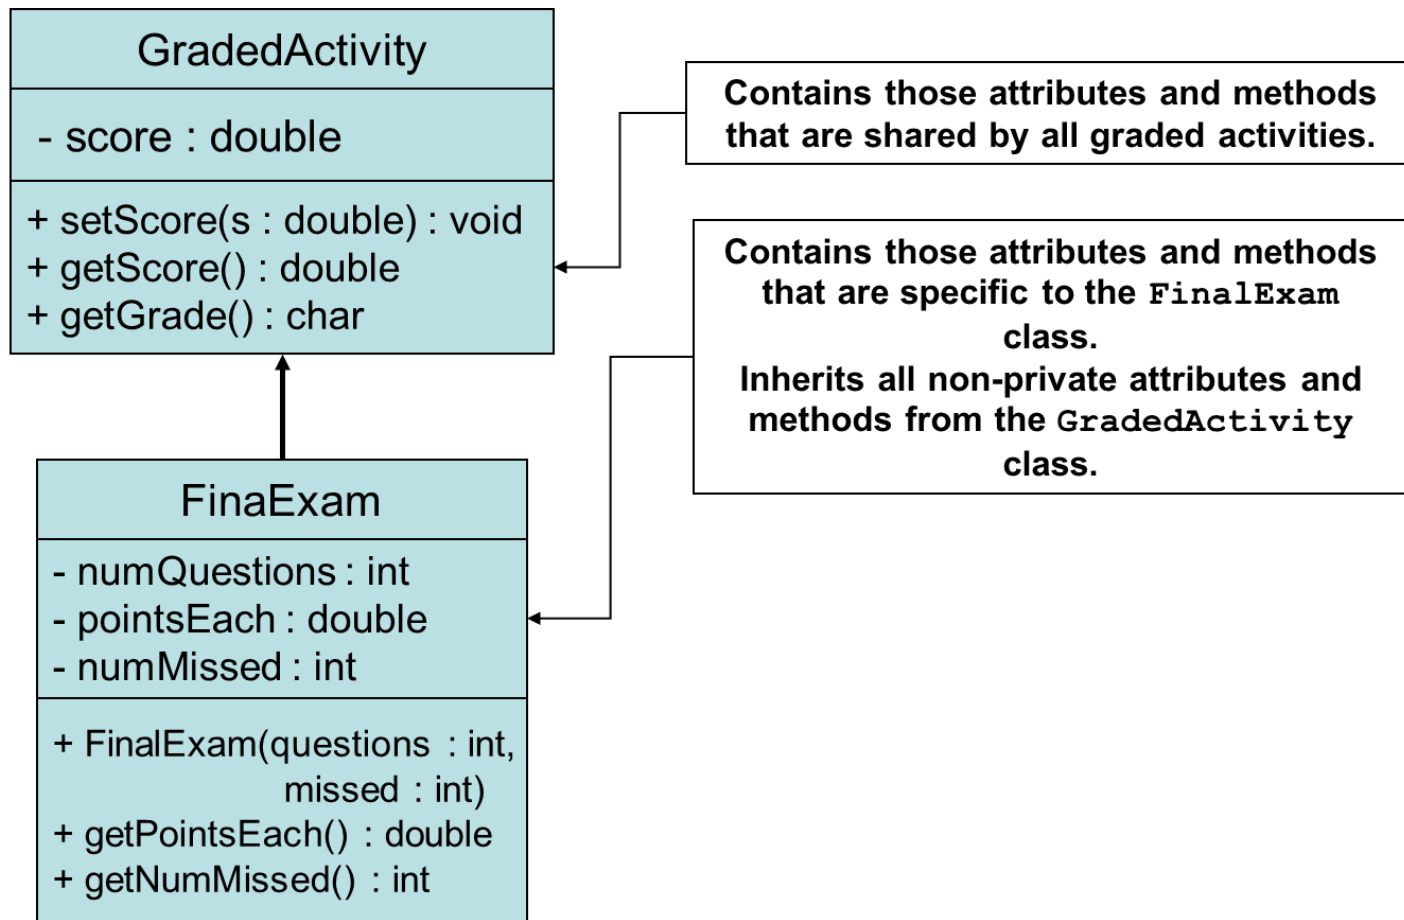 GradedActivity
- score : double
+ setScore(s : double) : void
+ getScore() : double
+ getGrade() : char
Contains those attributes and methods
that are shared by all graded activities.
Contains those attributes and methods
that are specific to the FinalExam
class.
Inherits all non-private attributes and
methods from the GradedActivity
class.
FinaExam
- numQuestions : int
- pointsEach : double
- numMissed : int
+ FinalExam(questions : int,
missed : int)
+ getPointsEach() : double
+ getNumMissed() : int